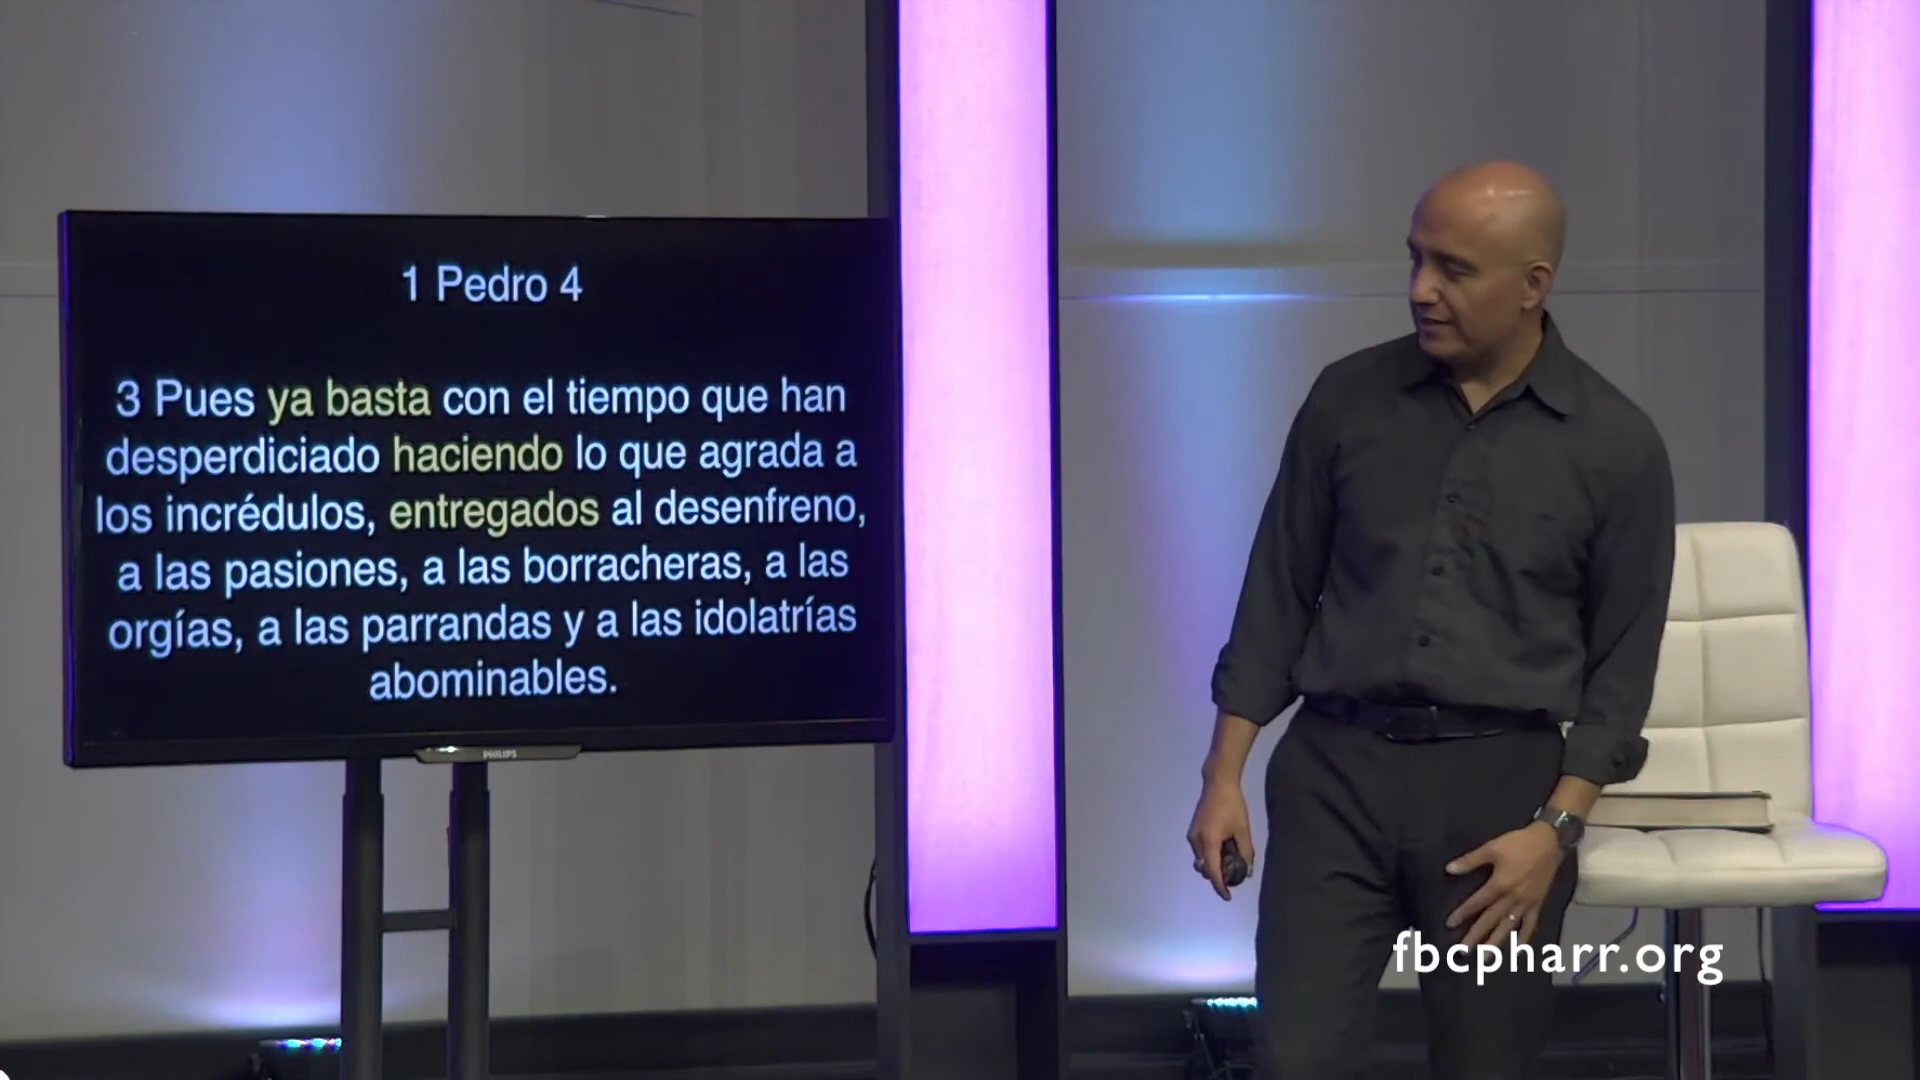 1 Pedro 4
3 Pues ya basta con el tiempo que han
desperdiciado haciendo lo que agrada a
los incrédulos, entregados al desenfreno,
a las pasiones, a las borracheras, a las
orgías, a las parrandas y a las idolatrías
abominables.
PHILIPS
fbcpharr.org